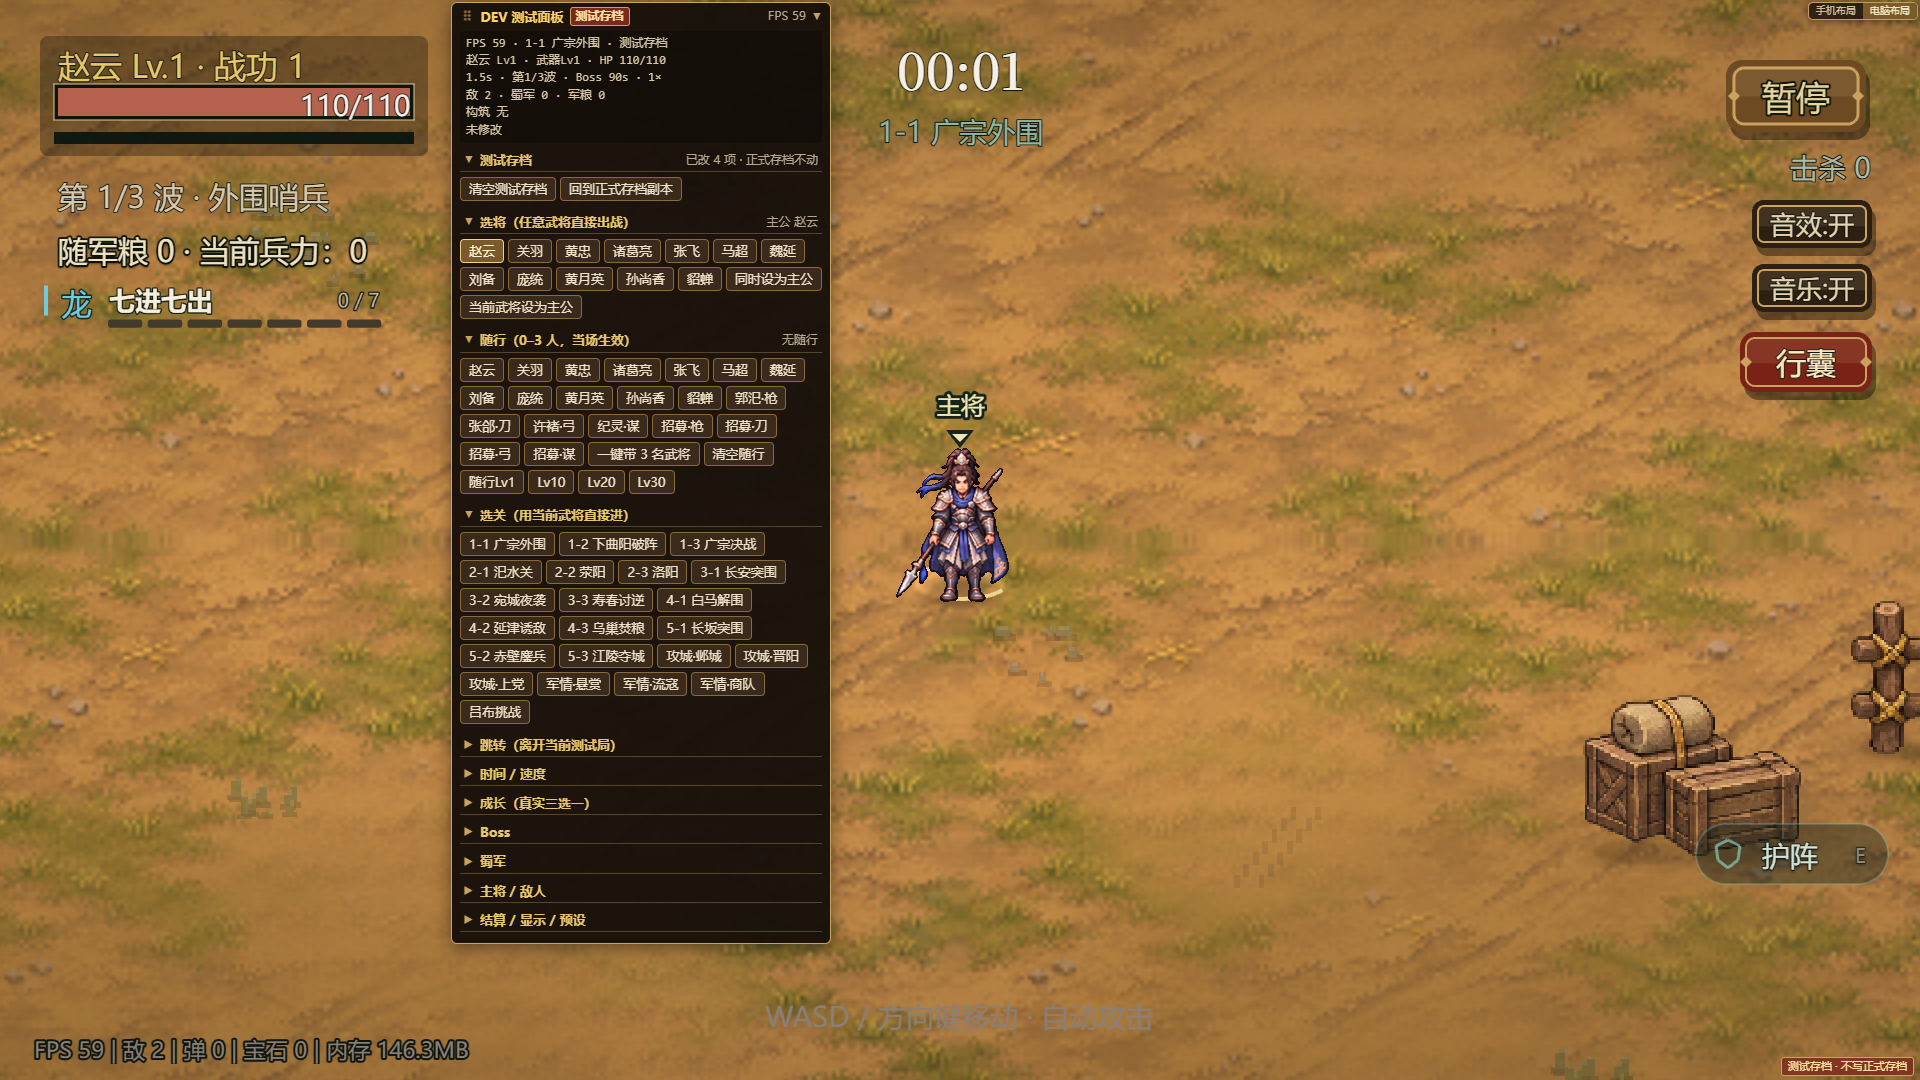 赵云 Lv.1 · 战功 1
110/110
第 1/3 波 · 外围哨兵
随军粮 0 · 当前兵力：0
龙 七进七出 0 / 7
DEV 测试面板 测试存档 FPS 59 ▼
FPS 59 · 1-1 广宗外围 · 测试存档
赵云 Lv1 · 武器Lv1 · HP 110/110
1.5s · 第1/3波 · Boss 90s · 1×
敌 2 · 蜀军 0 · 军粮 0
构筑 无
未修改
▼ 测试存档 已改 4 项 · 正式存档不动
清空测试存档 回到正式存档副本
▼ 选将（任意武将直接出战） 主公 赵云
赵云 关羽 黄忠 诸葛亮 张飞 马超 魏延
刘备 庞统 黄月英 孙尚香 貂蝉 同时设为主公
当前武将设为主公
▼ 随行（0–3 人，当场生效） 无随行
赵云 关羽 黄忠 诸葛亮 张飞 马超 魏延
刘备 庞统 黄月英 孙尚香 貂蝉 郭汜·枪
张郃·刀 许褚·弓 纪灵·谋 招募·枪 招募·刀
招募·弓 招募·谋 一键带 3 名武将 清空随行
随行Lv1 Lv10 Lv20 Lv30
▼ 选关（用当前武将直接进）
1-1 广宗外围 1-2 下曲阳破阵 1-3 广宗决战
2-1 汜水关 2-2 荥阳 2-3 洛阳 3-1 长安突围
3-2 宛城夜袭 3-3 寿春讨逆 4-1 白马解围
4-2 延津诱敌 4-3 乌巢焚粮 5-1 长坂突围
5-2 赤壁鏖兵 5-3 江陵夺城 攻城·邺城 攻城·晋阳
攻城·上党 军情·悬赏 军情·流寇 军情·商队
吕布挑战
▶ 跳转（离开当前测试局）
▶ 时间 / 速度
▶ 成长（真实三选一）
▶ Boss
▶ 蜀军
▶ 主将 / 敌人
▶ 结算 / 显示 / 预设
00:01
1-1 广宗外围
主将
手机布局 电脑布局
暂停
击杀 0
音效:开
音乐:开
行囊
护阵 E
WASD / 方向键移动 · 自动攻击
FPS 59 | 敌 2 | 弹 0 | 宝石 0 | 内存 146.3MB
测试存档 · 不写正式存档